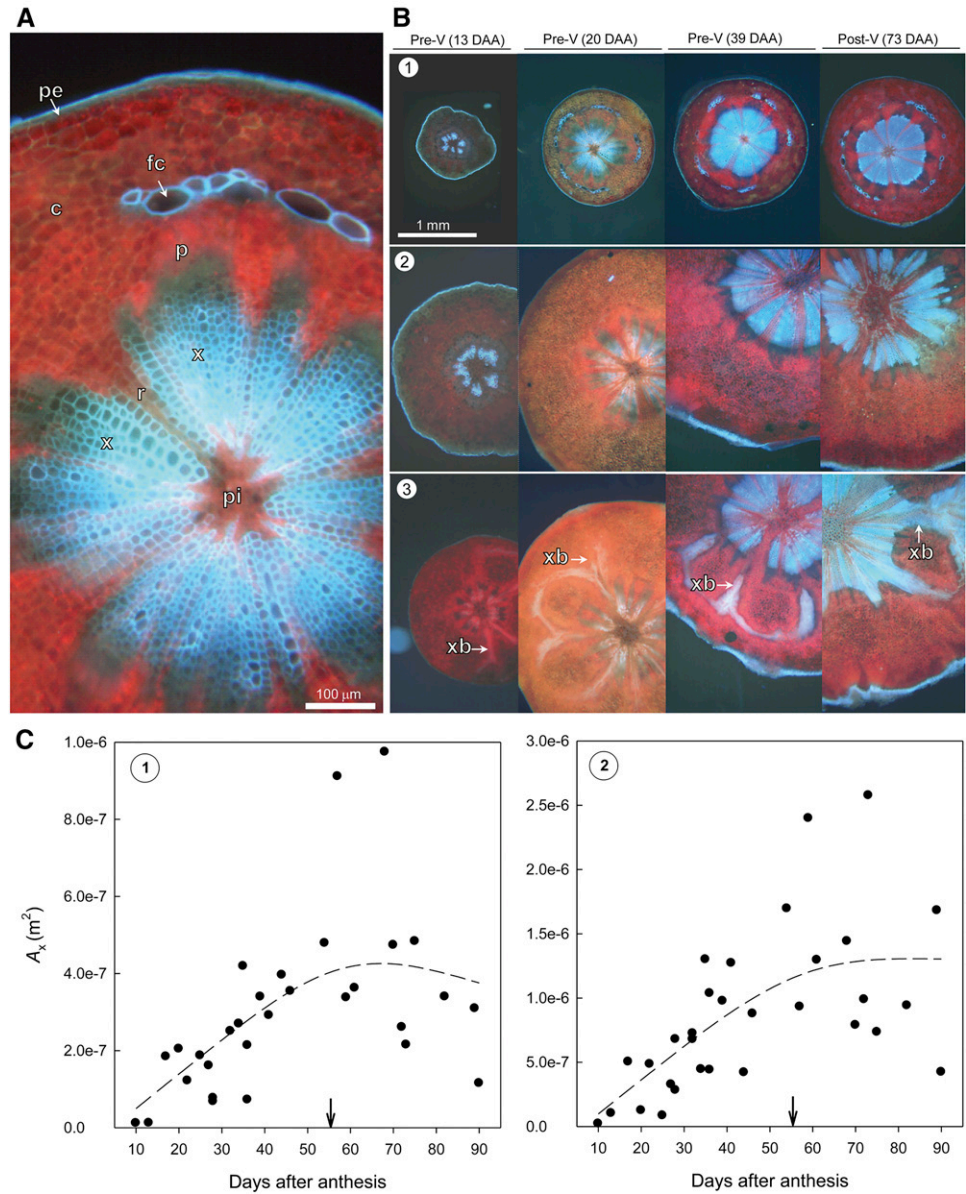 A
pe
fc
c
p
x
r
x
pi
100 μm
B
Pre-V (13 DAA) Pre-V (20 DAA) Pre-V (39 DAA) Post-V (73 DAA)
1
1 mm
2
3
xb
xb
xb
xb
C
1
1.0e-6
8.0e-7
6.0e-7
4.0e-7
2.0e-7
0.0
Ax (m2)
10 20 30 40 50 60 70 80 90
Days after anthesis
2
3.0e-6
2.5e-6
2.0e-6
1.5e-6
1.0e-6
5.0e-7
0.0
10 20 30 40 50 60 70 80 90
Days after anthesis